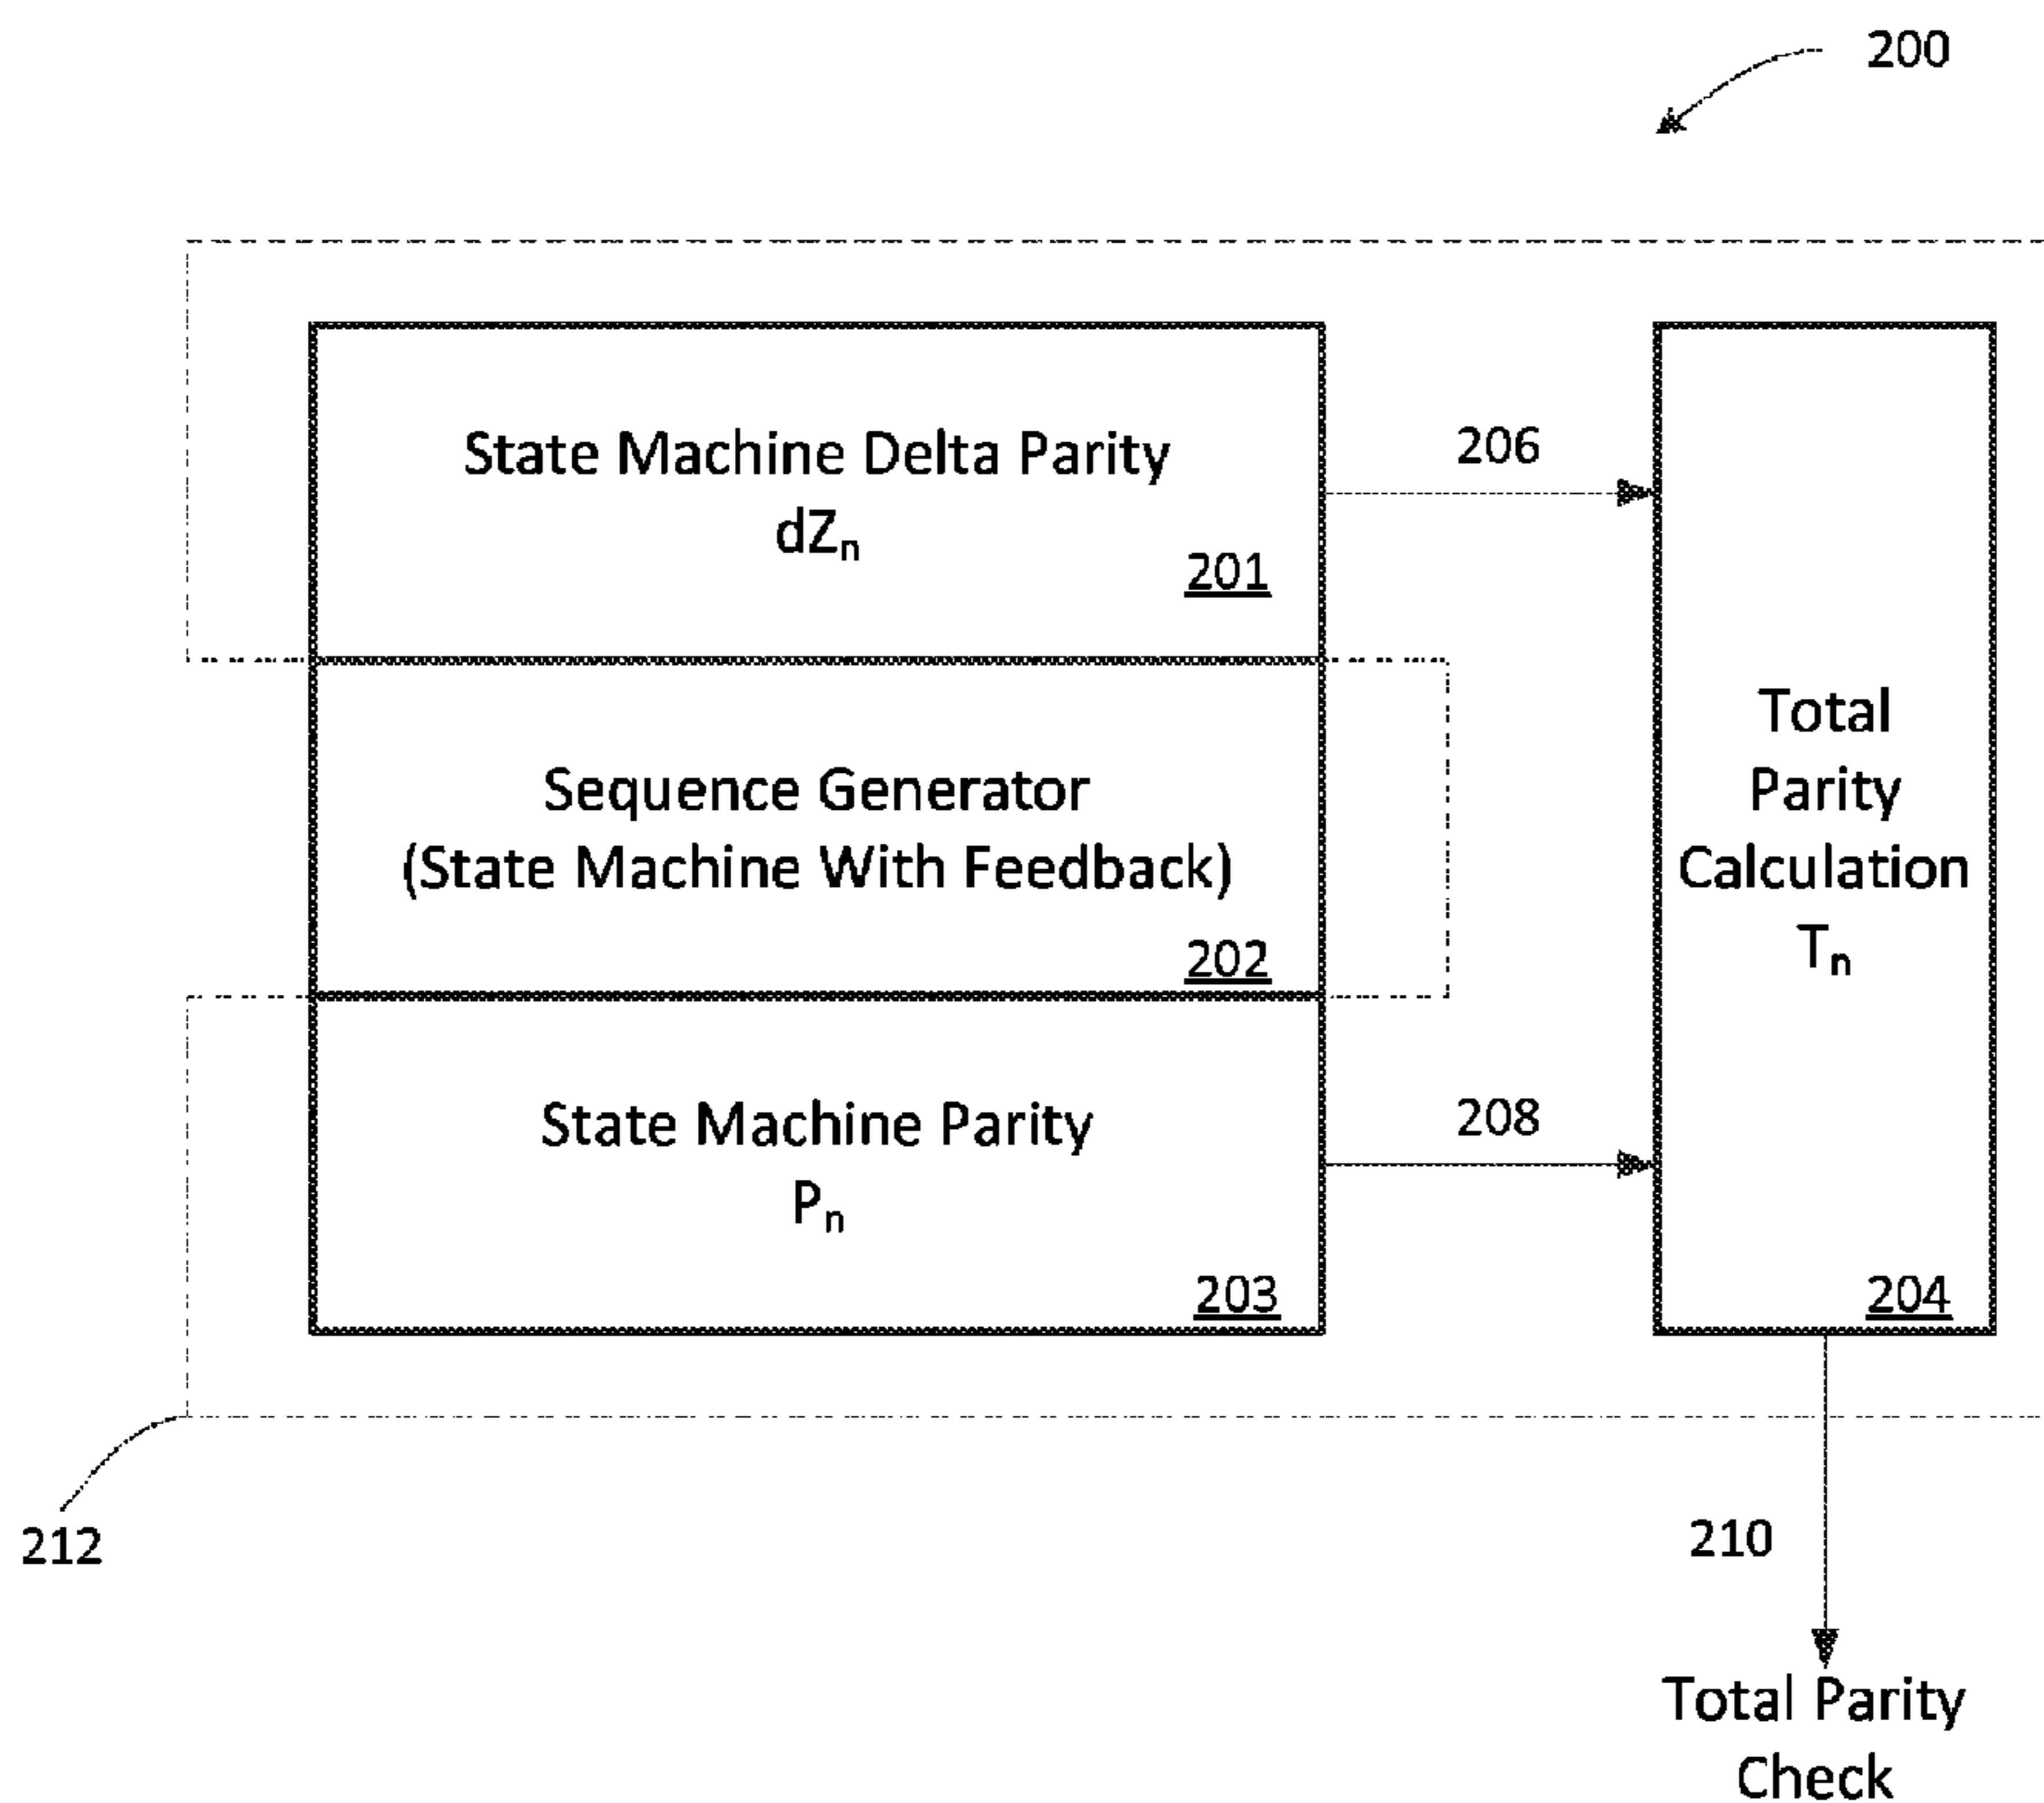 200
State Machine Delta Parity
dZn
201
206
Sequence Generator
(State Machine With Feedback)
202
State Machine Parity
Pn
203
208
Total
Parity
Calculation
Tn
204
212
210
Total Parity
Check